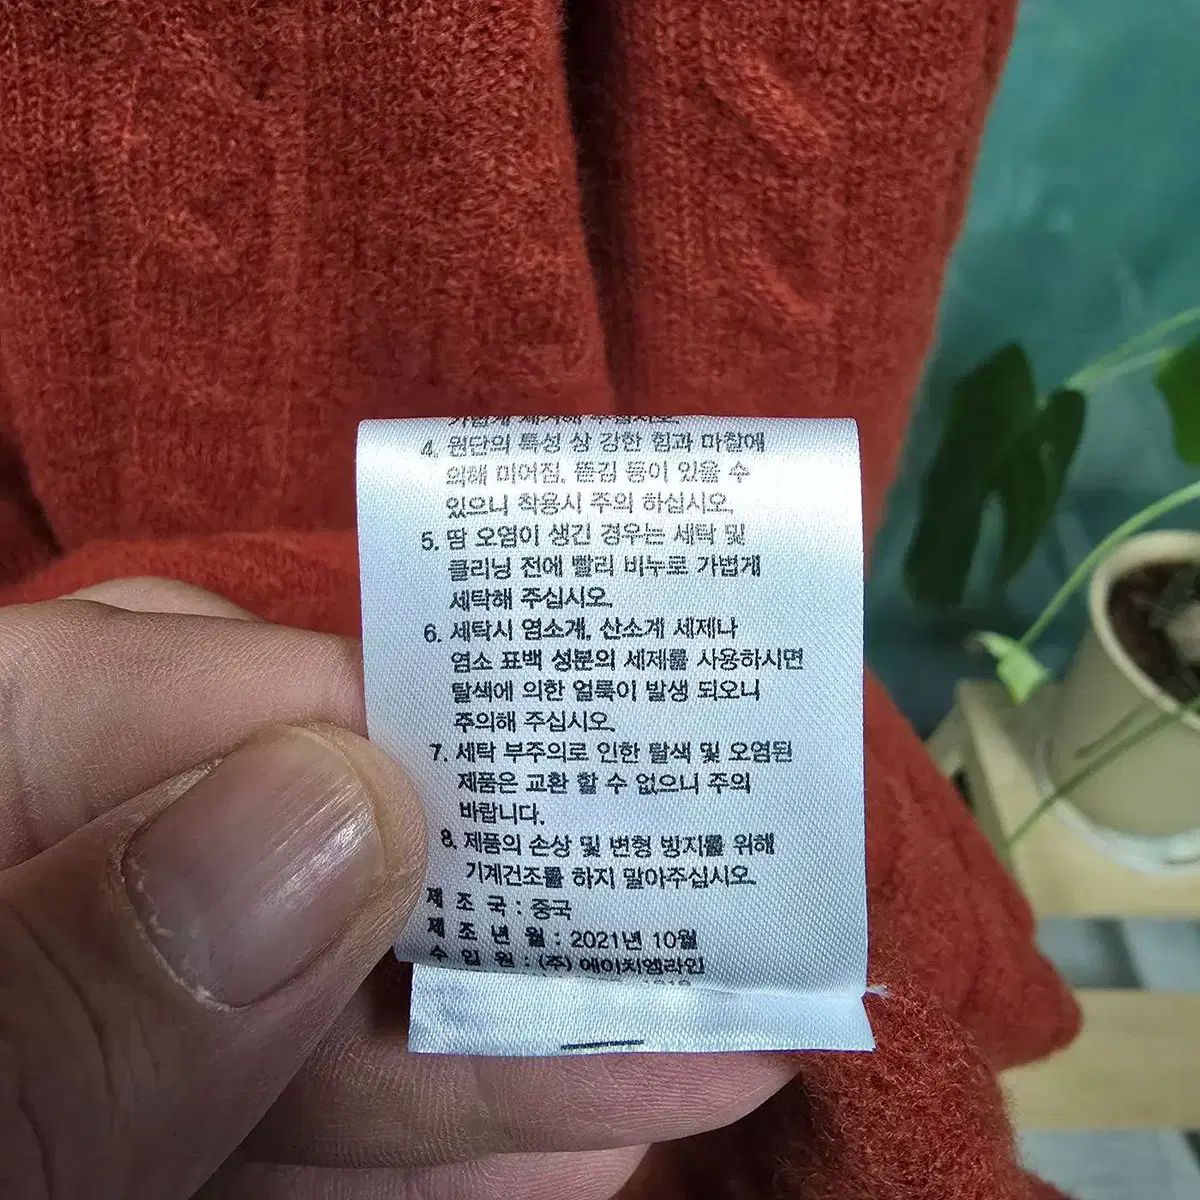 가볍게 제거해 주십시오.
4. 원단의 특성 상 강한 힘과 마찰에
의해 미어짐, 뜯김 등이 있을 수
있으니 착용시 주의 하십시오.
5. 땀 오염이 생긴 경우는 세탁 및
클리닝 전에 빨리 비누로 가볍게
세탁해 주십시오.
6. 세탁시 염소계, 산소계 세제나
염소 표백 성분의 세제를 사용하시면
탈색에 의한 얼룩이 발생 되오니
주의해 주십시오.
7. 세탁 부주의로 인한 탈색 및 오염된
제품은 교환 할 수 없으니 주의
바랍니다.
8. 제품의 손상 및 변형 방지를 위해
기계건조를 하지 말아주십시오.
제 조 국 : 중국
제 조 년 월 : 2021년 10월
수 입 원 : (주) 에이치엠라인